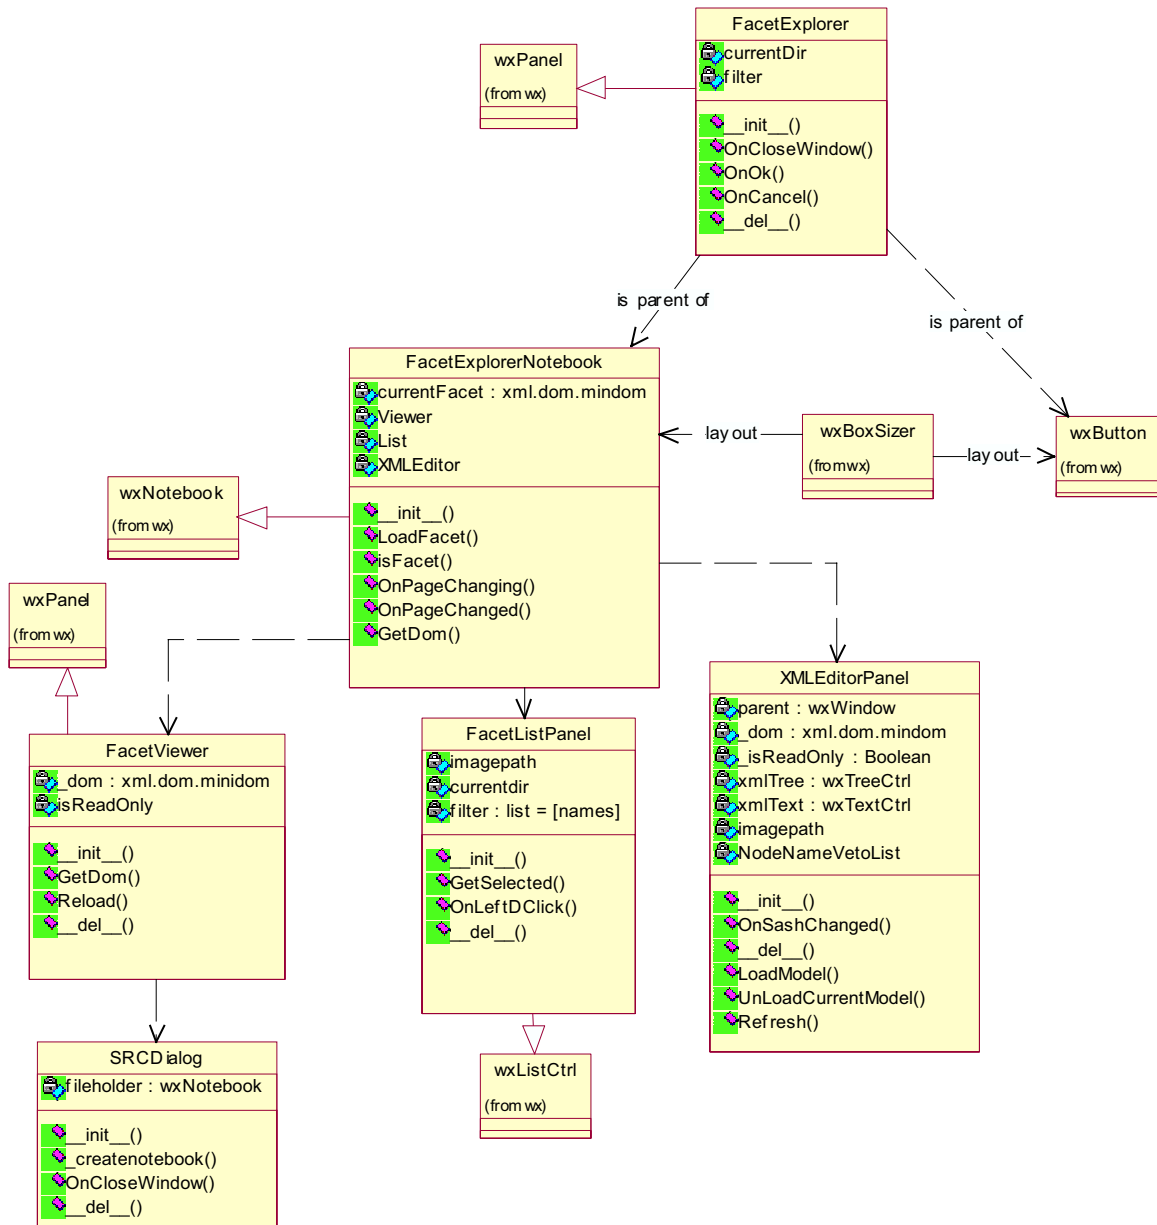 FacetExplorer
currentDir
filter
__init__()
OnCloseWindow()
OnOk()
OnCancel()
__del__()
wxPanel
(from wx)
is parent of
is parent of
FacetExplorerNotebook
currentFacet : xml.dom.mindom
Viewer
List
XMLEditor
__init__()
LoadFacet()
isFacet()
OnPageChanging()
OnPageChanged()
GetDom()
layout
wxBoxSizer
(from wx)
layout
wxButton
(from wx)
wxNotebook
(from wx)
wxPanel
(from wx)
FacetViewer
_dom : xml.dom.minidom
isReadOnly
__init__()
GetDom()
Reload()
__del__()
FacetListPanel
imagepath
currentdir
filter : list = [names]
__init__()
GetSelected()
OnLeftDClick()
__del__()
XMLEditorPanel
parent : wxWindow
_dom : xml.dom.mindom
_isReadOnly : Boolean
xmlTree : wxTreeCtrl
xmlText : wxTextCtrl
imagepath
NodeNameVetoList
__init__()
OnSashChanged()
__del__()
LoadModel()
UnLoadCurrentModel()
Refresh()
SRCDialog
fileholder : wxNotebook
__init__()
_createnotebook()
OnCloseWindow()
__del__()
wxListCtrl
(from wx)